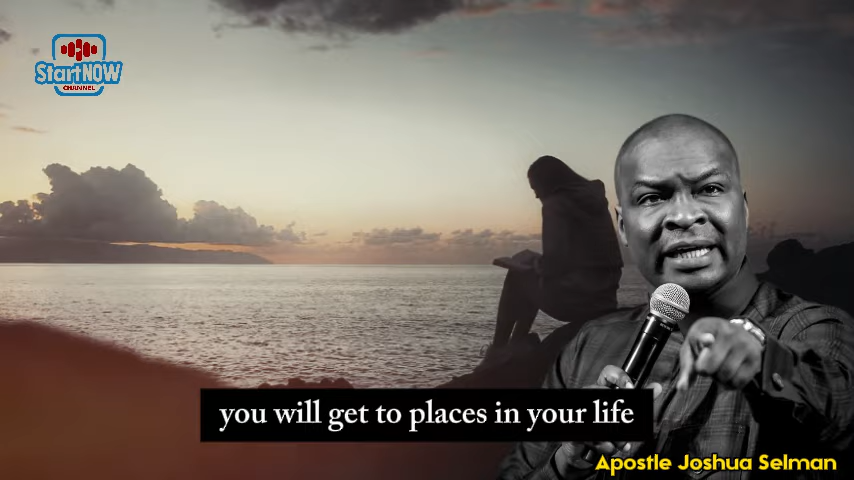 StartNOW
CHANNEL
you will get to places in your life
Apostle Joshua Selman